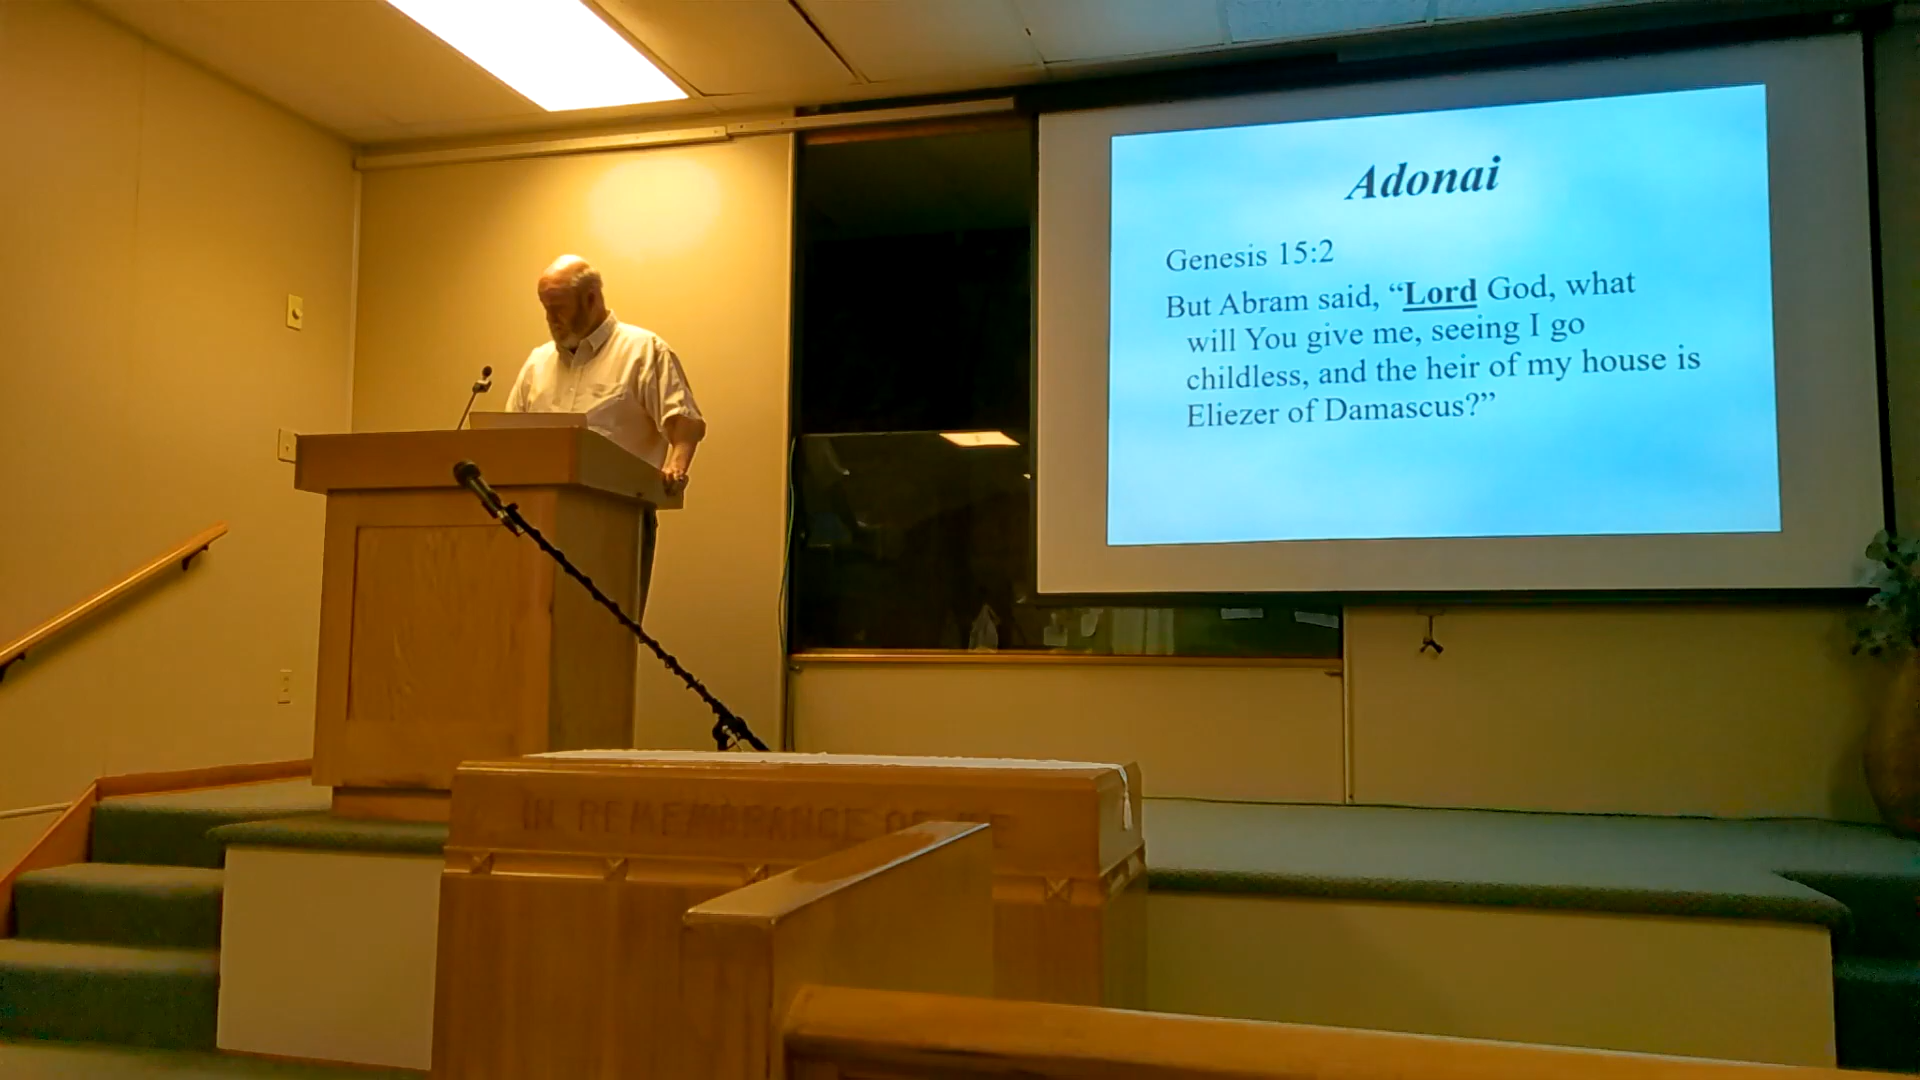 Adonai
Genesis 15:2
But Abram said, “Lord God, what
will You give me, seeing I go
childless, and the heir of my house is
Eliezer of Damascus?”
IN REMEMBRANCE OF ME